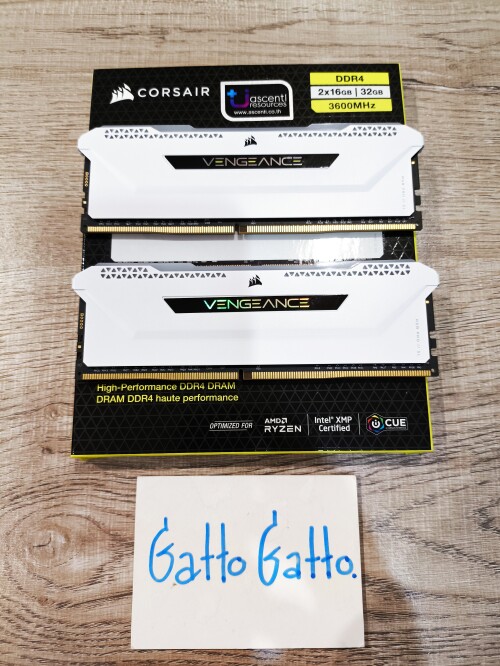 CORSAIR
ascenti
resources
www.ascenti.co.th
DDR4
2x16GB | 32GB
3600MHz
VENGEANCE
VENGEANCE
High-Performance DDR4 DRAM
DRAM DDR4 haute performance
OPTIMIZED FOR
AMD
RYZEN
Intel® XMP
Certified
CUE
Gatto Gatto.